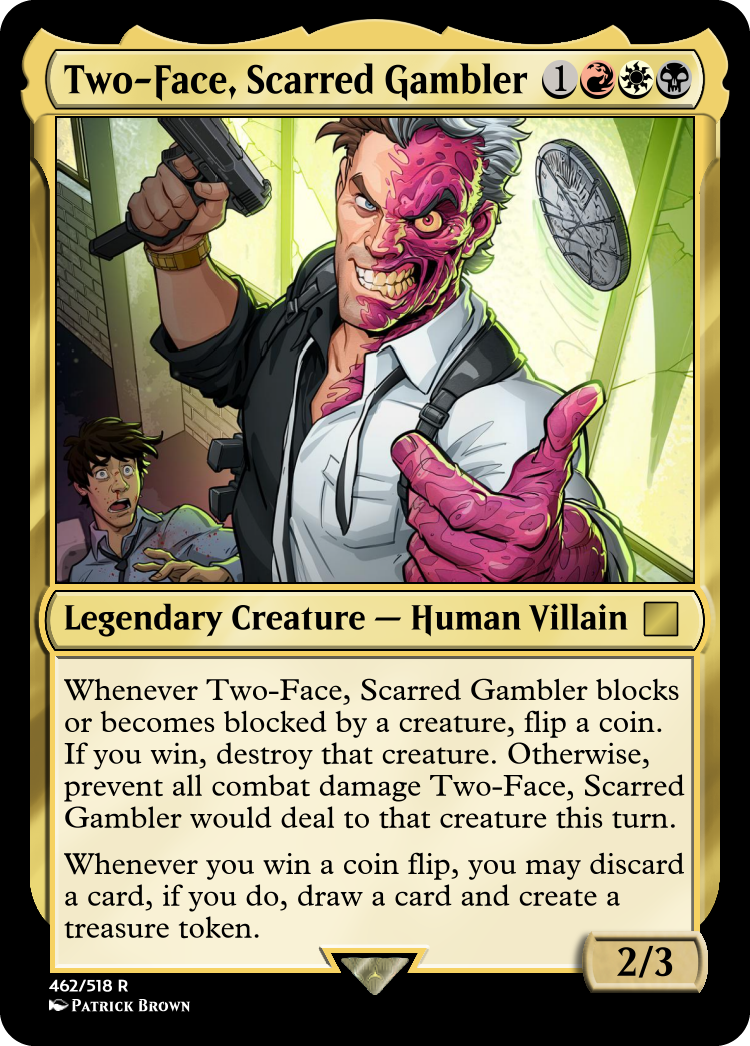 Two-Face, Scarred Gambler 1
Legendary Creature — Human Villain
Whenever Two-Face, Scarred Gambler blocks
or becomes blocked by a creature, flip a coin.
If you win, destroy that creature. Otherwise,
prevent all combat damage Two-Face, Scarred
Gambler would deal to that creature this turn.
Whenever you win a coin flip, you may discard
a card, if you do, draw a card and create a
treasure token.
2/3
462/518 R
Patrick Brown